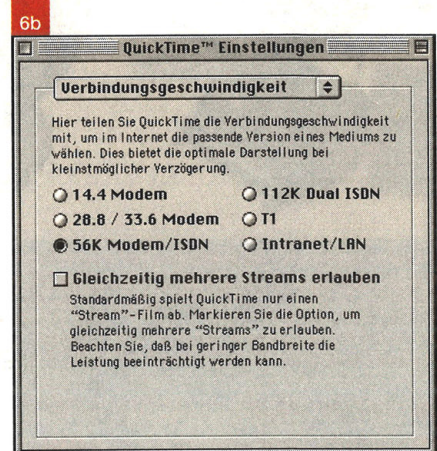 6b
QuickTime™ Einstellungen
Verbindungsgeschwindigkeit
Hier teilen Sie QuickTime die Verbindungsgeschwindigkeit
mit, um im Internet die passende Version eines Mediums zu
wählen. Dies bietet die optimale Darstellung bei
kleinstmöglicher Verzögerung.
14.4 Modem
112K Dual ISDN
28.8 / 33.6 Modem
T1
56K Modem/ISDN
Intranet/LAN
Gleichzeitig mehrere Streams erlauben
Standardmäßig spielt QuickTime nur einen
“Stream”-Film ab. Markieren Sie die Option, um
gleichzeitig mehrere “Streams” zu erlauben.
Beachten Sie, daß bei geringer Bandbreite die
Leistung beeinträchtigt werden kann.